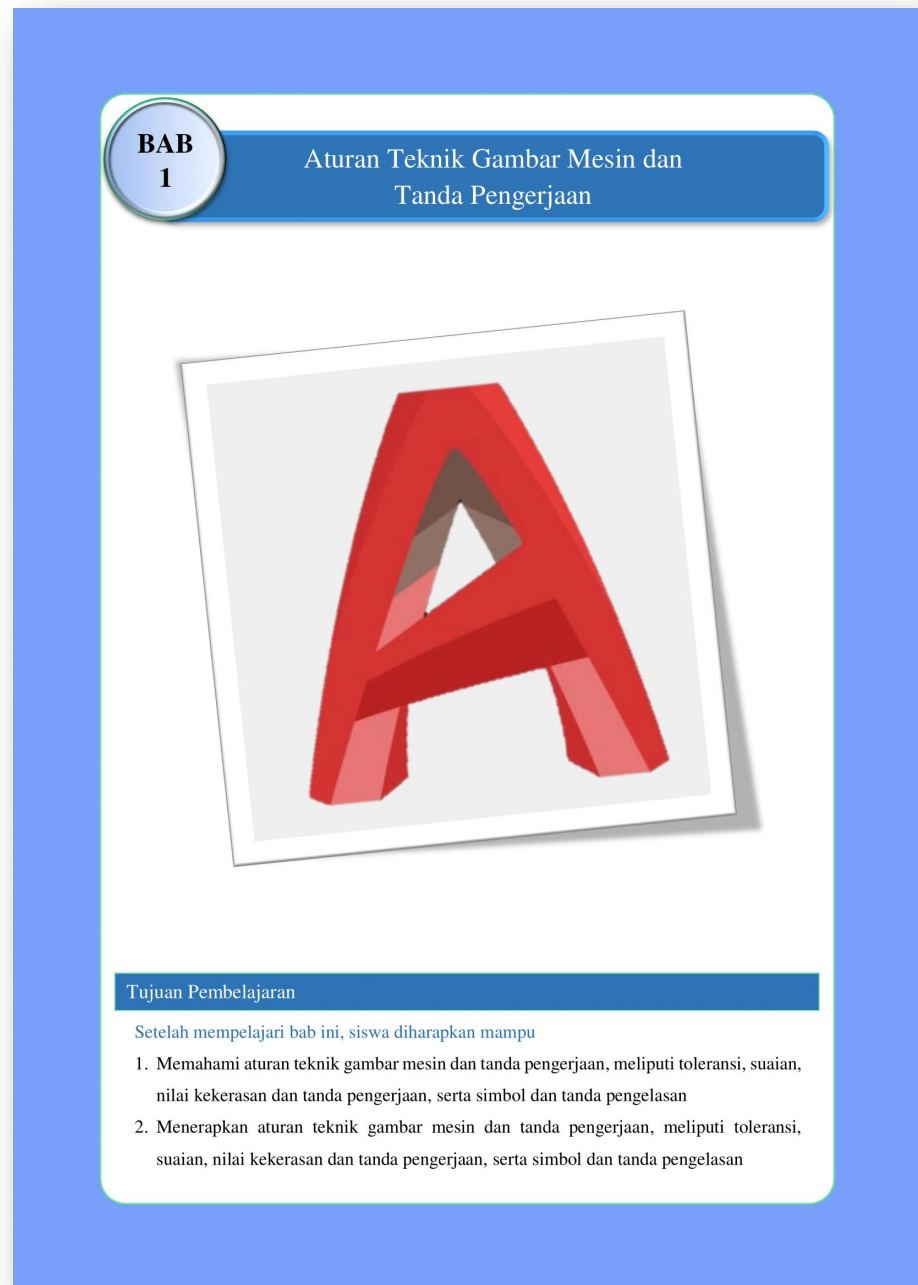 BAB
1
Aturan Teknik Gambar Mesin dan
Tanda Pengerjaan
Tujuan Pembelajaran
Setelah mempelajari bab ini, siswa diharapkan mampu
1. Memahami aturan teknik gambar mesin dan tanda pengerjaan, meliputi toleransi, suaian,
nilai kekerasan dan tanda pengerjaan, serta simbol dan tanda pengelasan
2. Menerapkan aturan teknik gambar mesin dan tanda pengerjaan, meliputi toleransi,
suaian, nilai kekerasan dan tanda pengerjaan, serta simbol dan tanda pengelasan